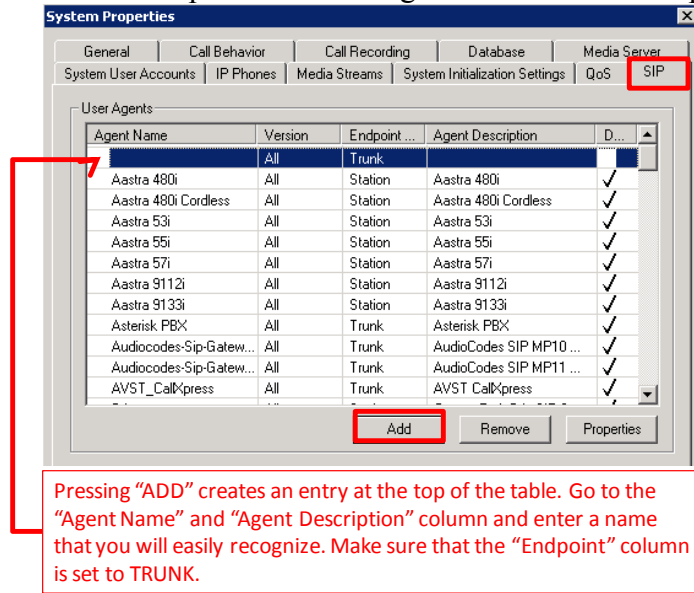 System Properties
General Call Behavior Call Recording Database Media Server
System User Accounts IP Phones Media Streams System Initialization Settings QoS SIP
User Agents
Agent Name Version Endpoint ... Agent Description D...
All Trunk
Aastra 480i All Station Aastra 480i
Aastra 480i Cordless All Station Aastra 480i Cordless
Aastra 53i All Station Aastra 53i
Aastra 55i All Station Aastra 55i
Aastra 57i All Station Aastra 57i
Aastra 9112i All Station Aastra 9112i
Aastra 9133i All Station Aastra 9133i
Asterisk PBX All Trunk Asterisk PBX
Audiocodes-Sip-Gatew... All Trunk AudioCodes SIP MP10 ...
Audiocodes-Sip-Gatew... All Trunk AudioCodes SIP MP11 ...
AVST_CallXpress All Trunk AVST CallXpress
Add Remove Properties
Pressing “ADD” creates an entry at the top of the table. Go to the
“Agent Name” and “Agent Description” column and enter a name
that you will easily recognize. Make sure that the “Endpoint” column
is set to TRUNK.